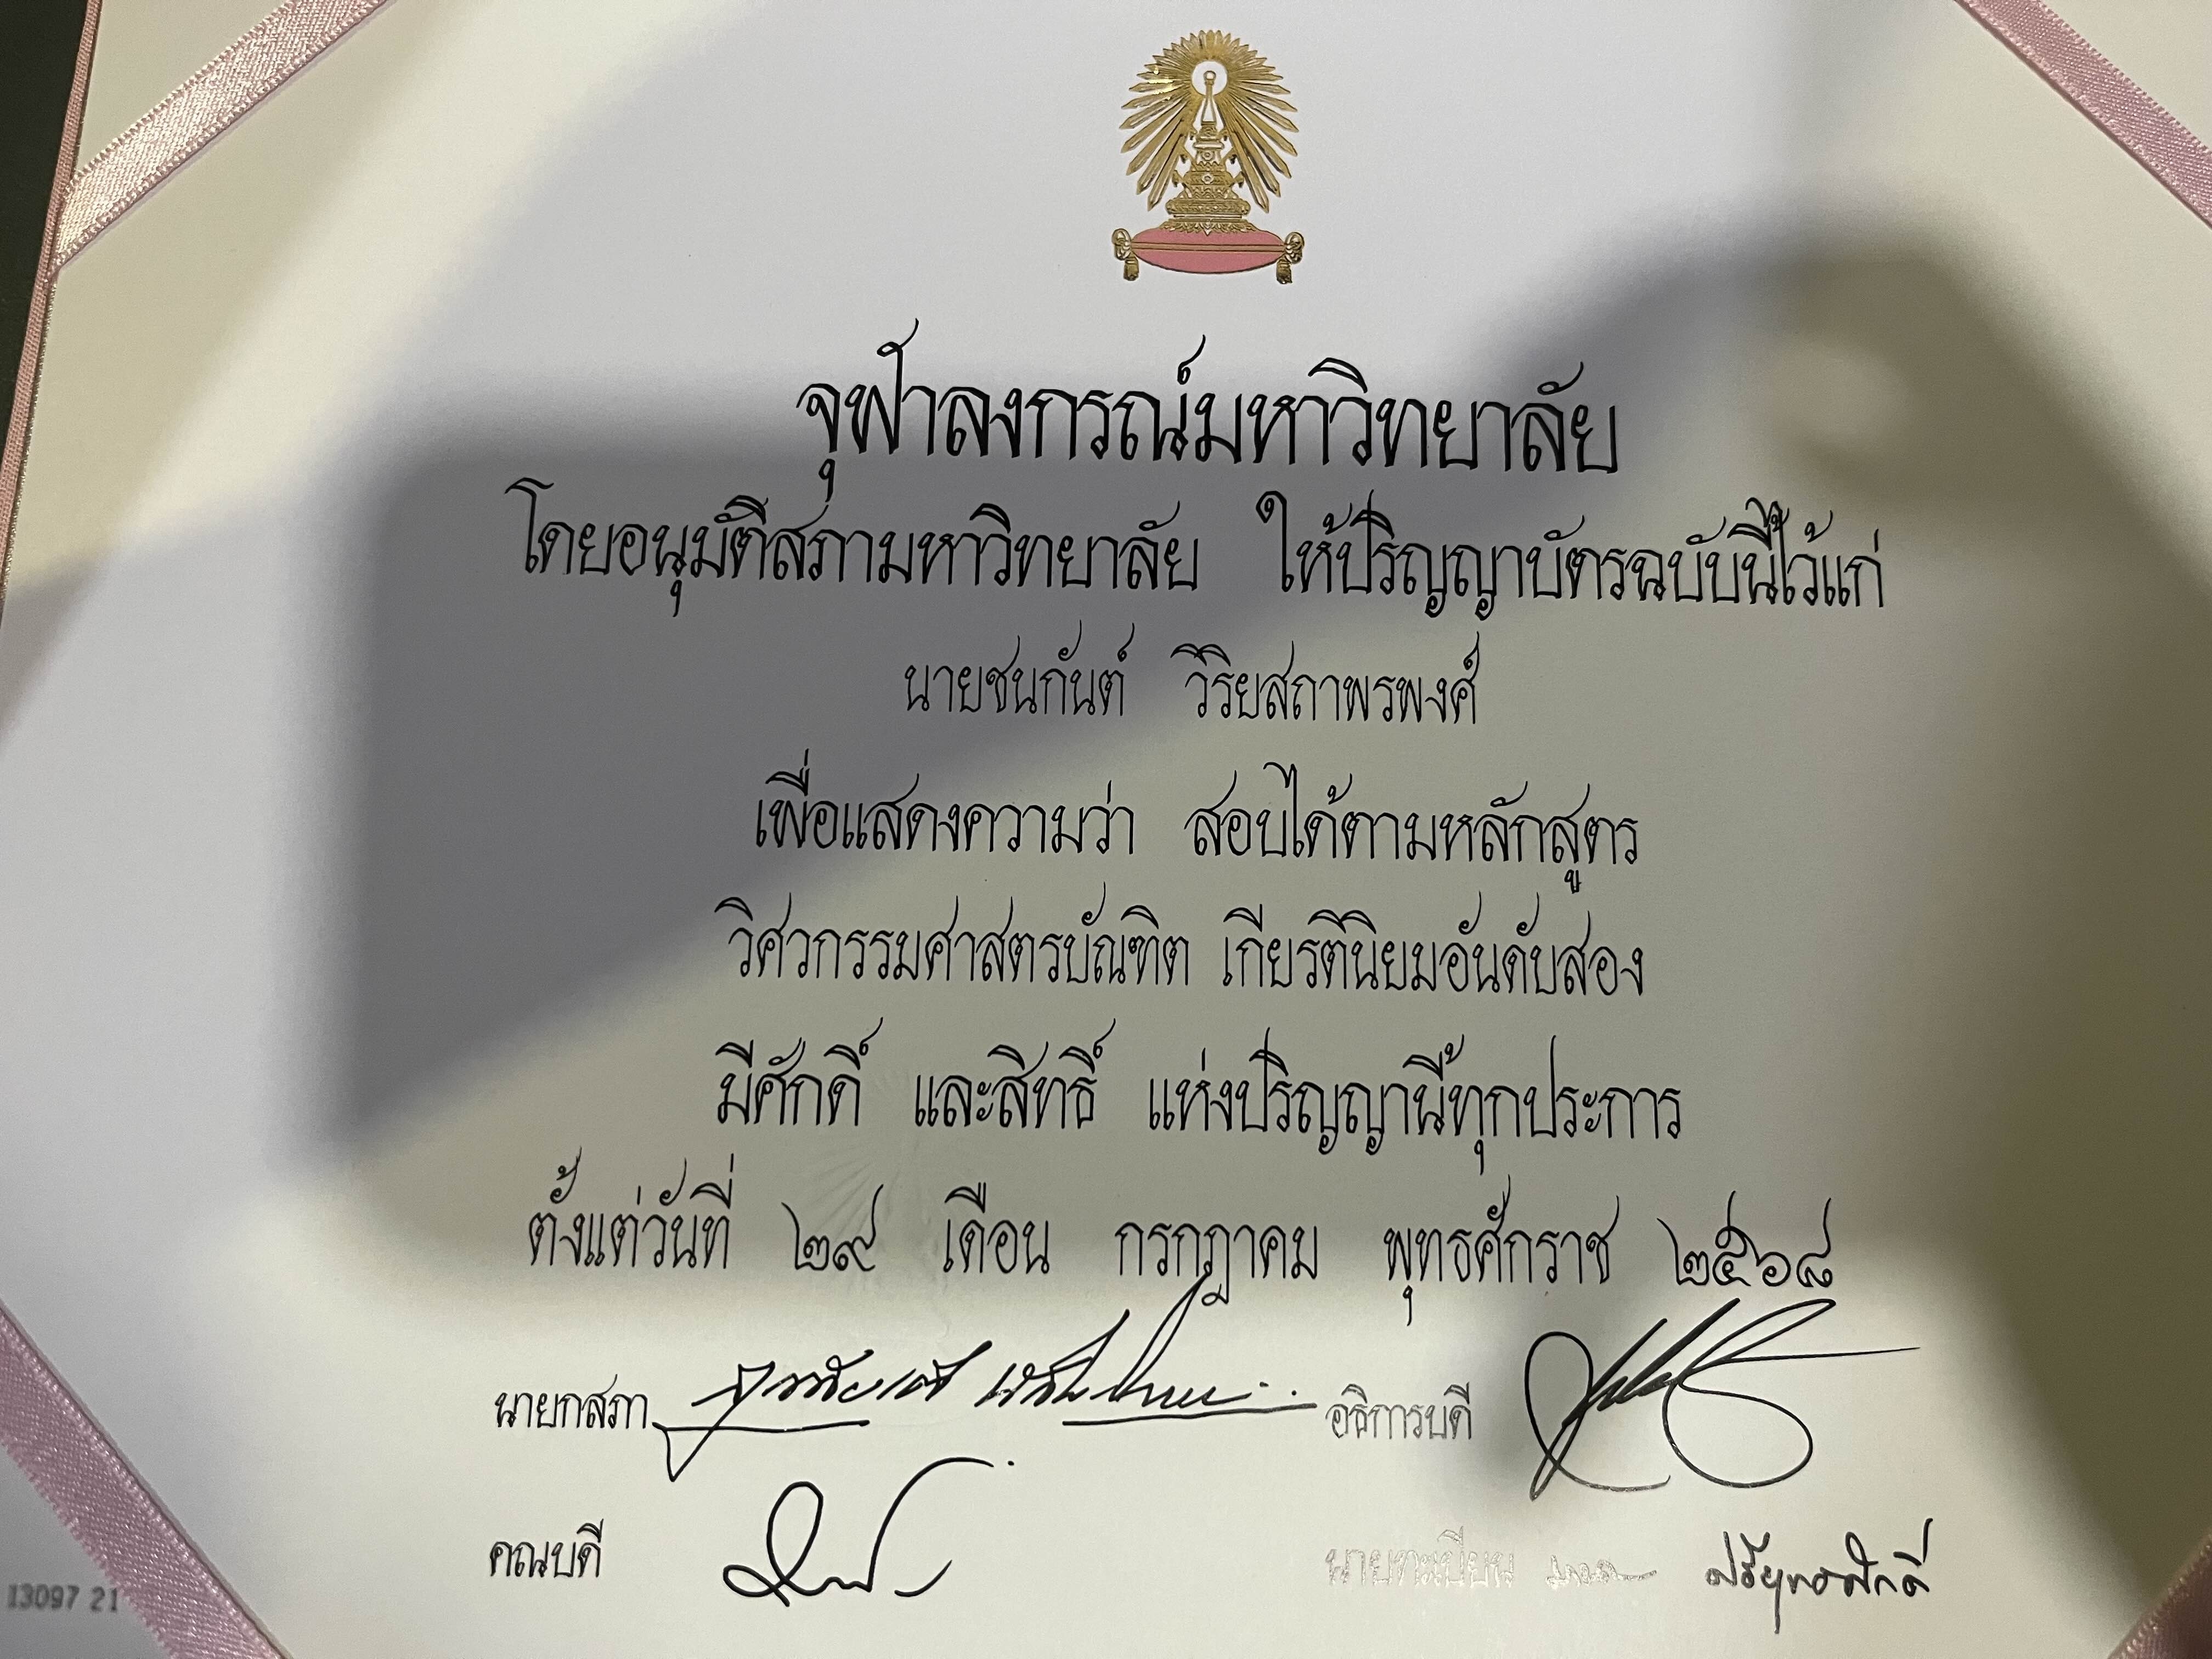 จุฬาลงกรณ์มหาวิทยาลัย
โดยอนุมัติสภามหาวิทยาลัย ให้ปริญญาบัตรฉบับนี้ไว้แก่
นายชนกันต์ วิริยสถาพรพงศ์
เพื่อแสดงความว่า สอบได้ตามหลักสูตร
วิศวกรรมศาสตรบัณฑิต เกียรตินิยมอันดับสอง
มีศักดิ์ และสิทธิ์ แห่งปริญญานี้ทุกประการ
ตั้งแต่วันที่ ๒๙ เดือน กรกฎาคม พุทธศักราช ๒๕๖๘
นายกสภา อธิการบดี
คณบดี นายทะเบียน
13097 21